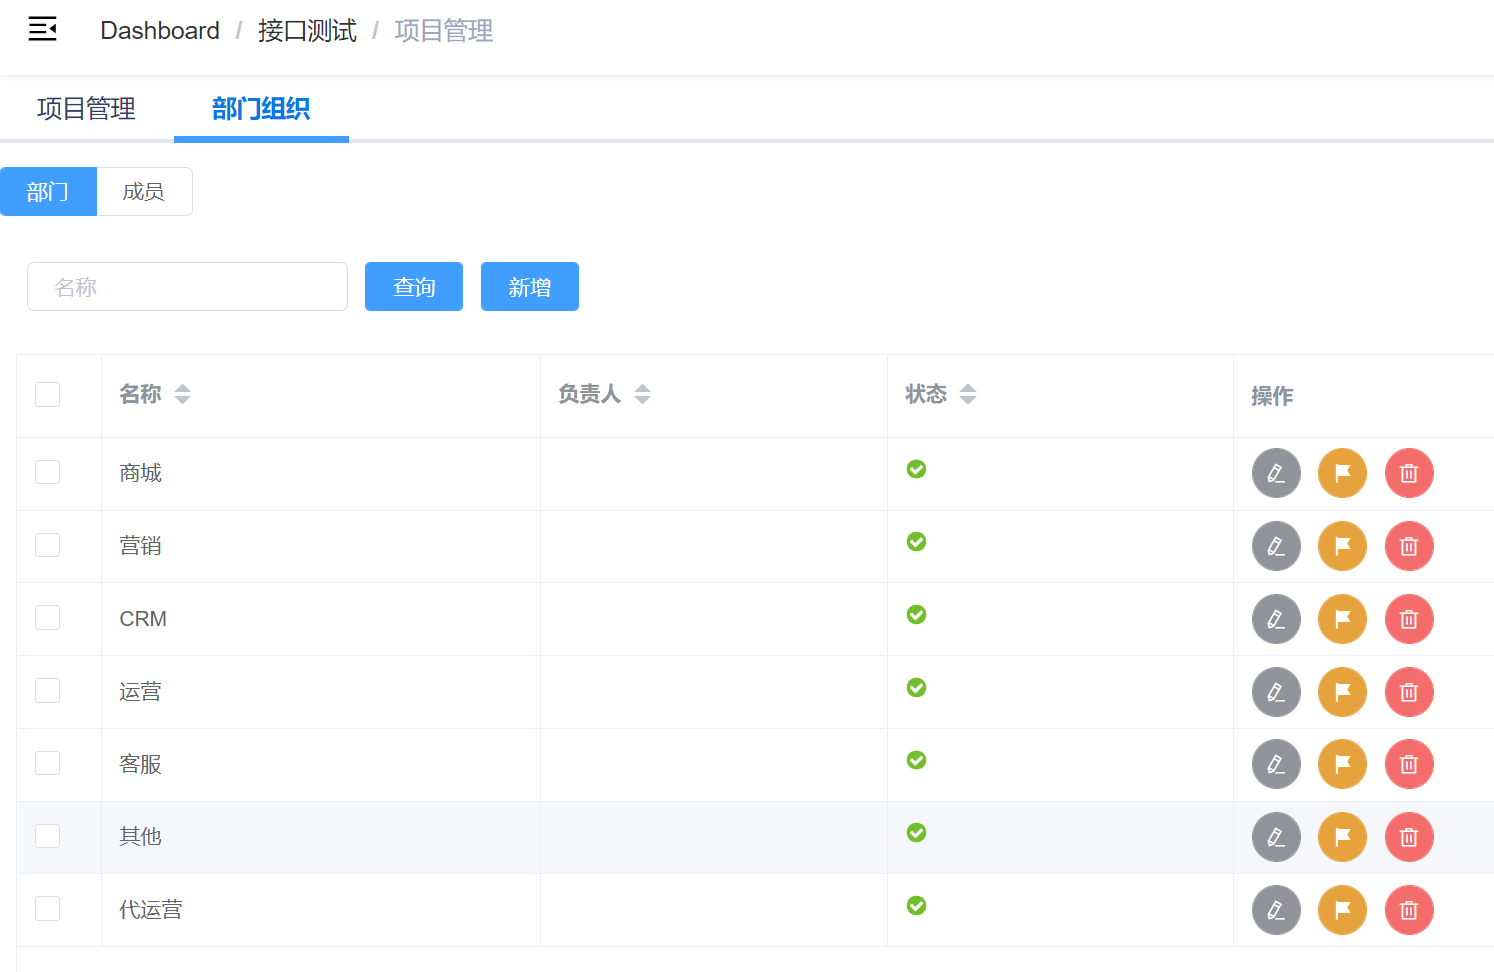 Dashboard / 接口测试 / 项目管理
项目管理 部门组织
部门 成员
名称 查询 新增
名称 负责人 状态 操作
商城
营销
CRM
运营
客服
其他
代运营